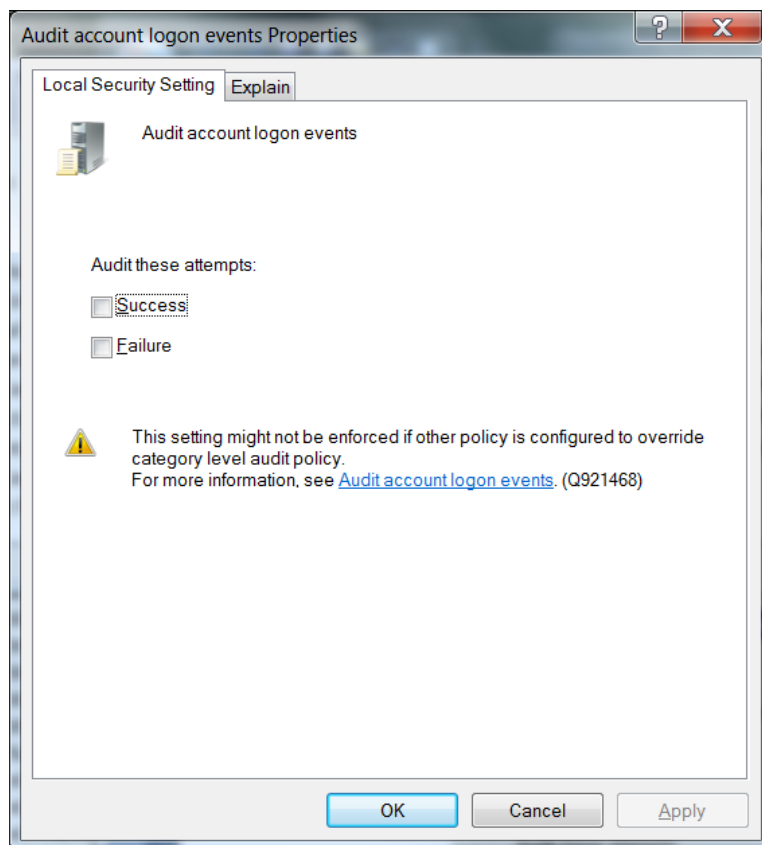 Audit account logon events Properties
Local Security Setting
Explain
Audit account logon events
Audit these attempts:
Success
Failure
This setting might not be enforced if other policy is configured to override
category level audit policy.
For more information, see Audit account logon events. (Q921468)
OK
Cancel
Apply